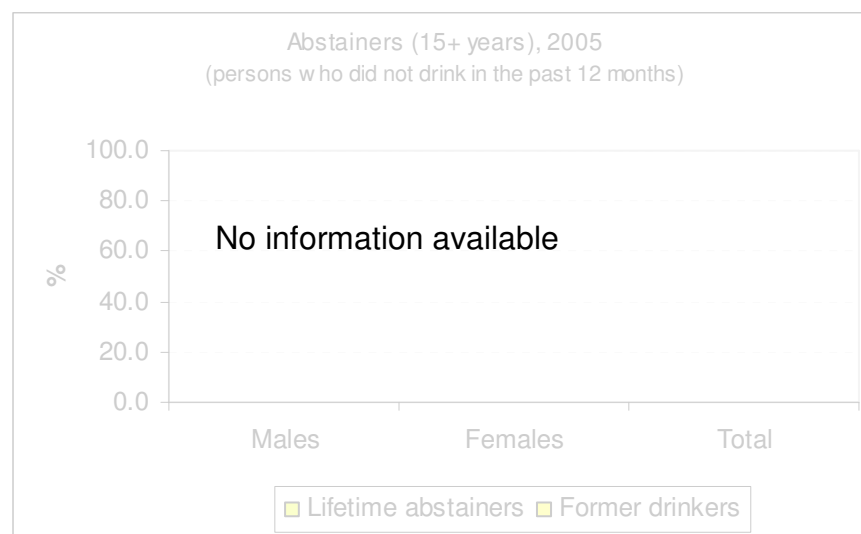 Abstainers (15+ years), 2005
(persons who did not drink in the past 12 months)
100.0
80.0
No information available
60.0
%
40.0
20.0
0.0
Males Females Total
Lifetime abstainers Former drinkers